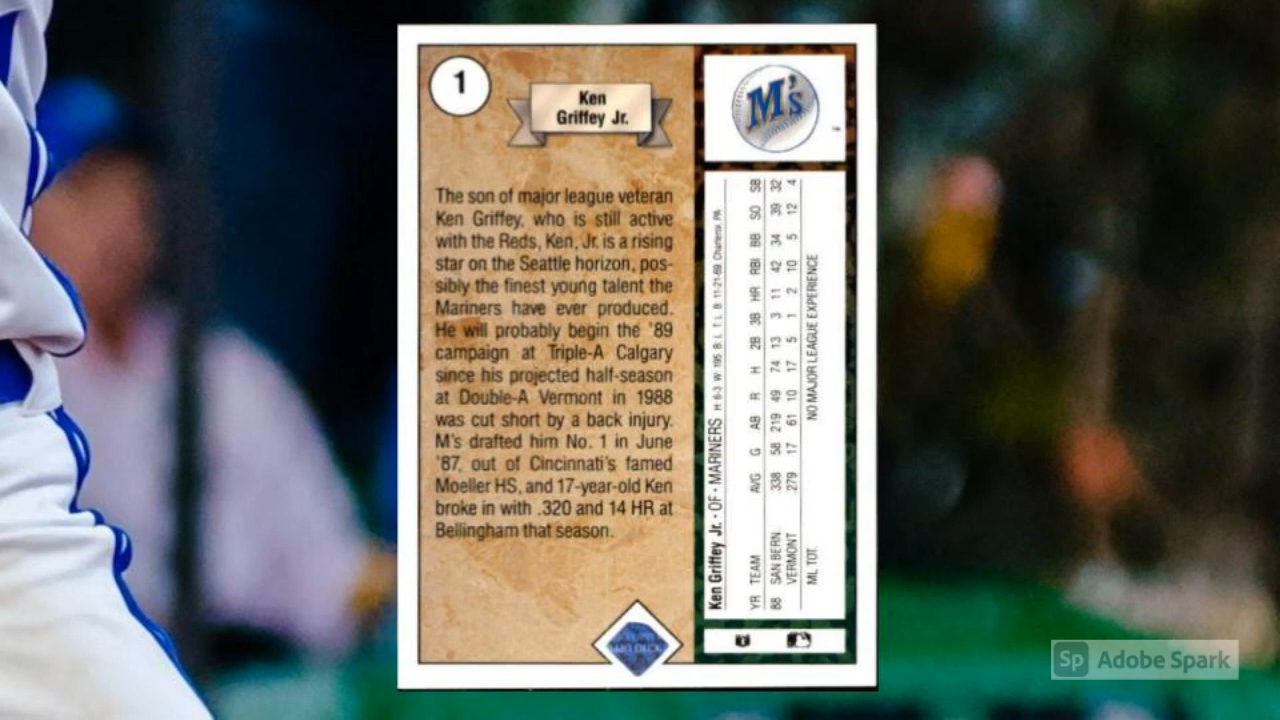 1
Ken
Griffey Jr.
The son of major league veteran
Ken Griffey, who is still active
with the Reds, Ken, Jr. is a rising
star on the Seattle horizon, pos-
sibly the finest young talent the
Mariners have ever produced.
He will probably begin the '89
campaign at Triple-A Calgary
since his projected half-season
at Double-A Vermont in 1988
was cut short by a back injury.
M's drafted him No. 1 in June
'87, out of Cincinnati's famed
Moeller HS, and 17-year-old Ken
broke in with .320 and 14 HR at
Bellingham that season.
M's
Ken Griffey Jr. • OF • MARINERS H: 6-3 W: 195 B: L T: L B: 11-21-69
YR TEAM AVG G AB R H 2B 3B HR RBI BB SO SB
88 SAN BERN. 338 58 219 49 74 13 3 11 42 34 39 32
VERMONT 279 17 61 10 17 5 1 2 10 5 12 4
ML TOT. NO MAJOR LEAGUE EXPERIENCE
DECK
Sp Adobe Spark